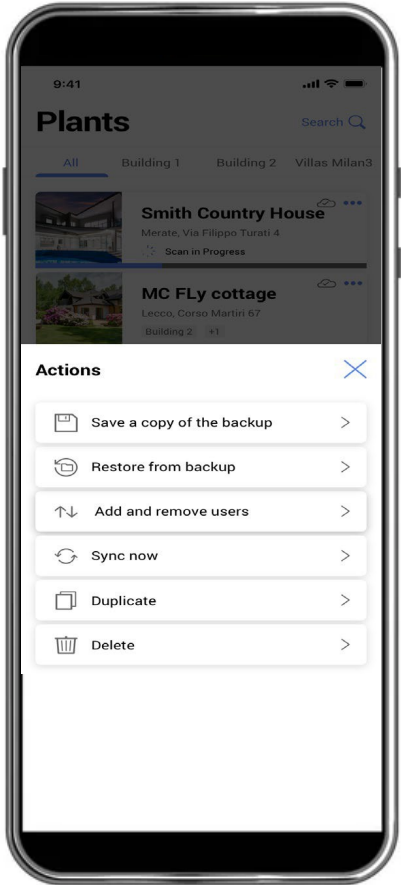 9:41
Plants
Search
All Building 1 Building 2 Villas Milan3
Smith Country House
Merate, Via Filippo Turati 4
Scan in Progress
MC FLy cottage
Lecco, Corso Martiri 67
Building 2 +1
Actions
Save a copy of the backup
Restore from backup
Add and remove users
Sync now
Duplicate
Delete